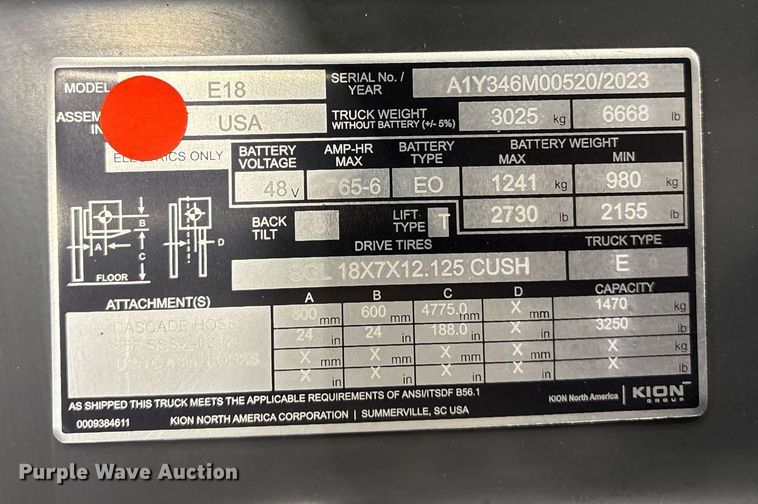 MODEL E18 SERIAL No. / YEAR A1Y346M00520/2023
ASSEM IN USA TRUCK WEIGHT WITHOUT BATTERY (+/- 5%) 3025 kg 6668 lb
ELECTRICS ONLY
BATTERY VOLTAGE AMP-HR MAX BATTERY TYPE BATTERY WEIGHT
MAX MIN
48 V 765-6 EO 1241 kg 980 kg
2730 lb 2155 lb
BACK TILT LIFT TYPE T
DRIVE TIRES TRUCK TYPE
18X7X12.125 CUSH E
A B C D
FLOOR
ATTACHMENT(S) A B C D CAPACITY
CASCADE 600 mm 600 mm 4775.0 mm X mm 1470 kg
24 in 24 in 188.0 in X in 3250 lb
X mm X mm X mm X mm X kg
X in X in X in X in X lb
AS SHIPPED THIS TRUCK MEETS THE APPLICABLE REQUIREMENTS OF ANSI/ITSDF B56.1
0009384611 KION NORTH AMERICA CORPORATION | SUMMERVILLE, SC USA
KION North America | KION GROUP
Purple Wave Auction